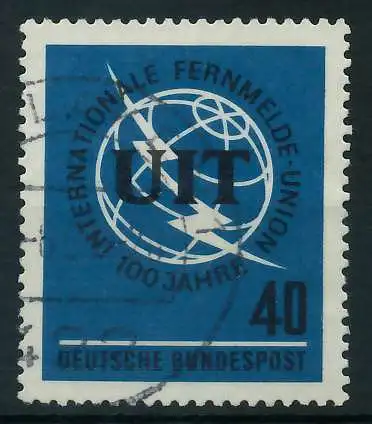 INTERNATIONALE FERNMELDE-UNION
UIT
100 JAHRE
40
DEUTSCHE BUNDESPOST